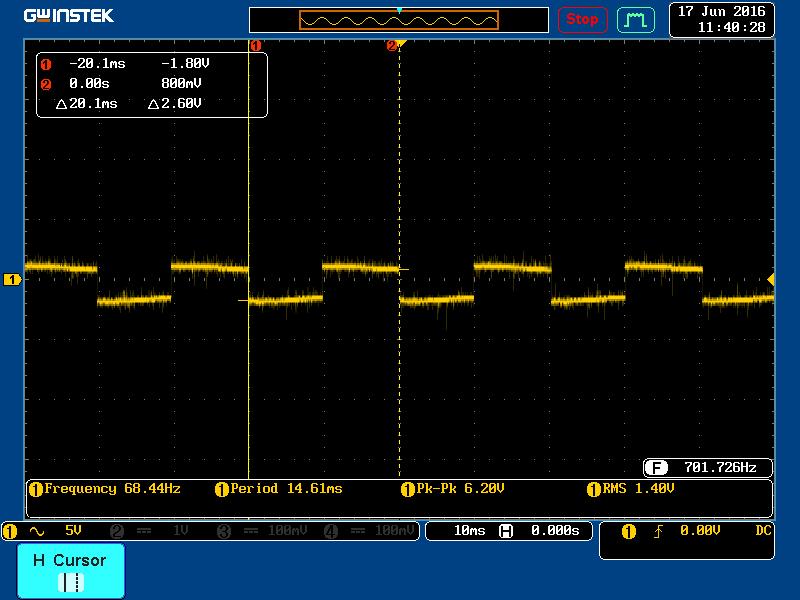 GWINSTEK
Stop
17 Jun 2016
11:40:28
1
2
1 -20.1ms -1.80V
2 0.00s 800mV
△20.1ms △2.60V
1
F 701.726Hz
1 Frequency 68.44Hz 1 Period 14.61ms 1 Pk-Pk 6.20V 1 RMS 1.40V
1 5V 2 1V 3 100mV 4 100mV 10ms H 0.000s 1 0.00V DC
H Cursor